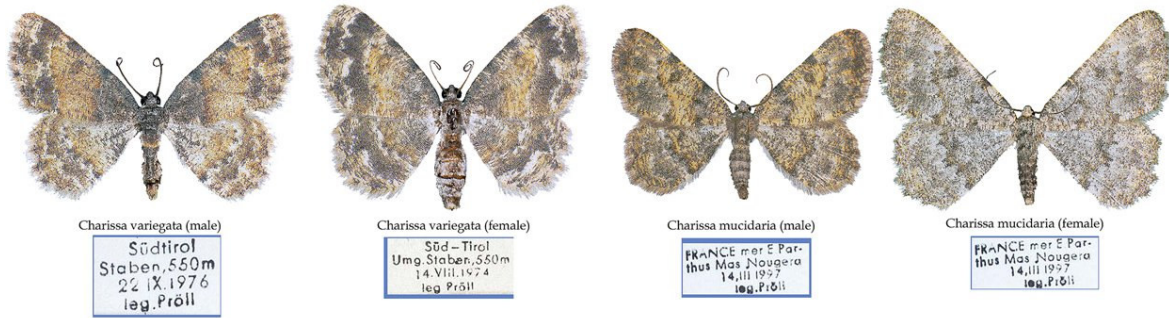 Charissa variegata (male)
Südtirol
Staben, 550m
22 IX.1976
leg. Pröll
Charissa variegata (female)
Süd-Tirol
Umg. Staben, 550m
14.VIII.1974
leg Pröll
Charissa mucidaria (male)
FRANCE mer E Par-
thus Mas Nougera
14,III 1997
leg. Pröll
Charissa mucidaria (female)
FRANCE mer E Par-
thus Mas Nougera
14,III 1997
leg. Pröll